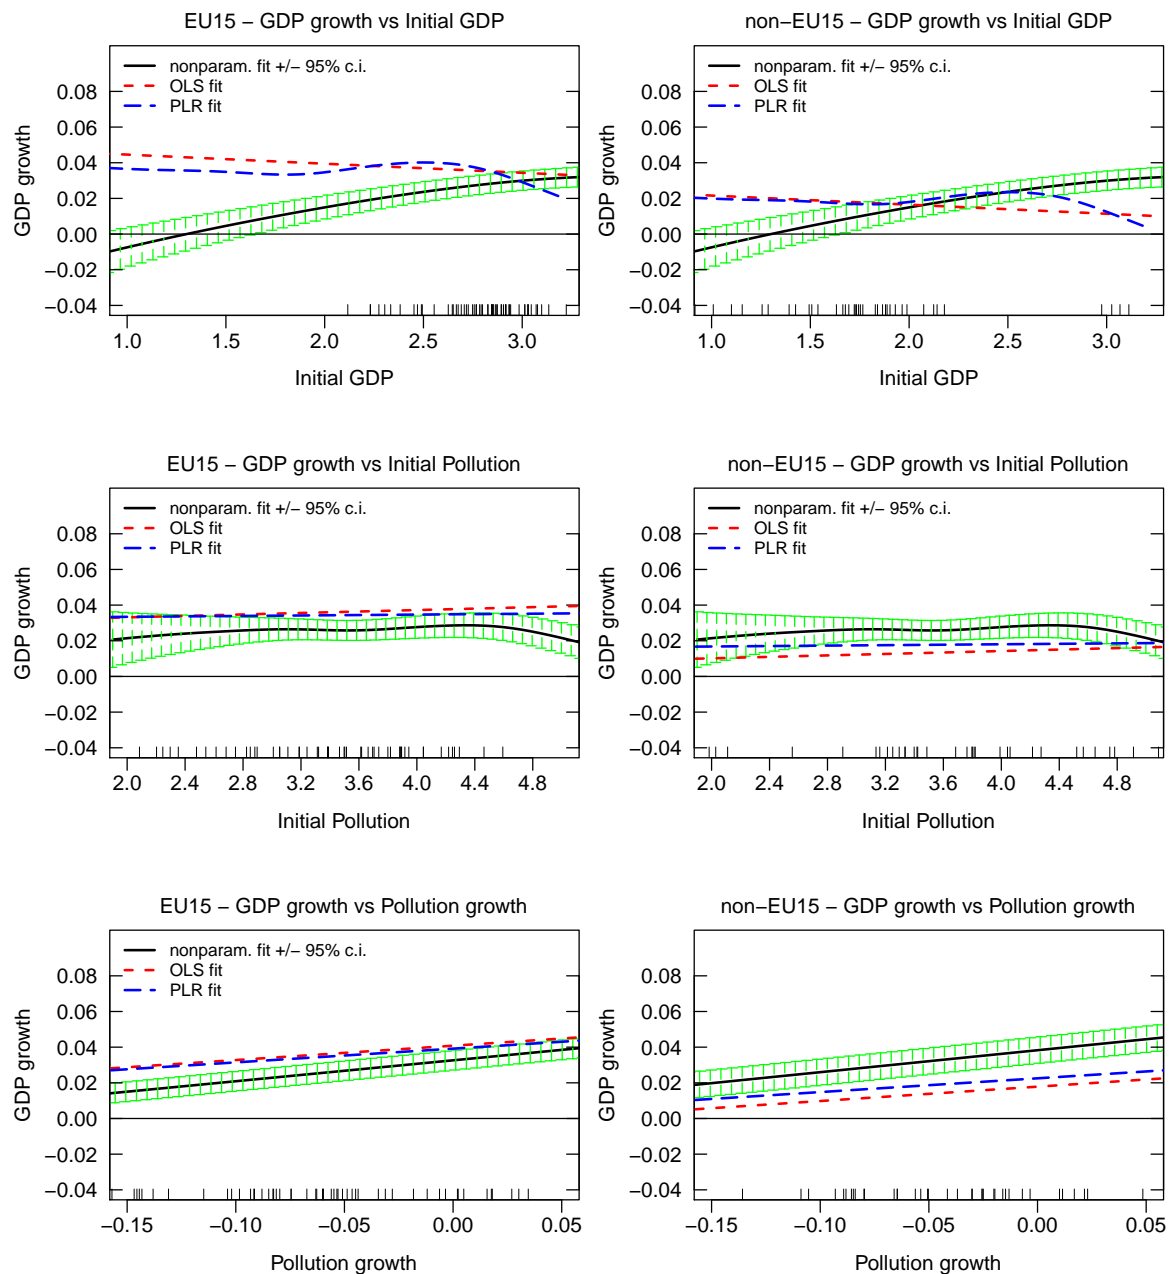 EU15 − GDP growth vs Initial GDP
nonparam. fit +/− 95% c.i.
OLS fit
PLR fit
GDP growth
0.08
0.06
0.04
0.02
0.00
−0.02
−0.04
1.0 1.5 2.0 2.5 3.0
Initial GDP
non−EU15 − GDP growth vs Initial GDP
nonparam. fit +/− 95% c.i.
OLS fit
PLR fit
GDP growth
0.08
0.06
0.04
0.02
0.00
−0.02
−0.04
1.0 1.5 2.0 2.5 3.0
Initial GDP
EU15 − GDP growth vs Initial Pollution
nonparam. fit +/− 95% c.i.
OLS fit
PLR fit
GDP growth
0.08
0.06
0.04
0.02
0.00
−0.02
−0.04
2.0 2.4 2.8 3.2 3.6 4.0 4.4 4.8
Initial Pollution
non−EU15 − GDP growth vs Initial Pollution
nonparam. fit +/− 95% c.i.
OLS fit
PLR fit
GDP growth
0.08
0.06
0.04
0.02
0.00
−0.02
−0.04
2.0 2.4 2.8 3.2 3.6 4.0 4.4 4.8
Initial Pollution
EU15 − GDP growth vs Pollution growth
nonparam. fit +/− 95% c.i.
OLS fit
PLR fit
GDP growth
0.08
0.06
0.04
0.02
0.00
−0.02
−0.04
−0.15 −0.10 −0.05 0.00 0.05
Pollution growth
non−EU15 − GDP growth vs Pollution growth
GDP growth
0.08
0.06
0.04
0.02
0.00
−0.02
−0.04
−0.15 −0.10 −0.05 0.00 0.05
Pollution growth